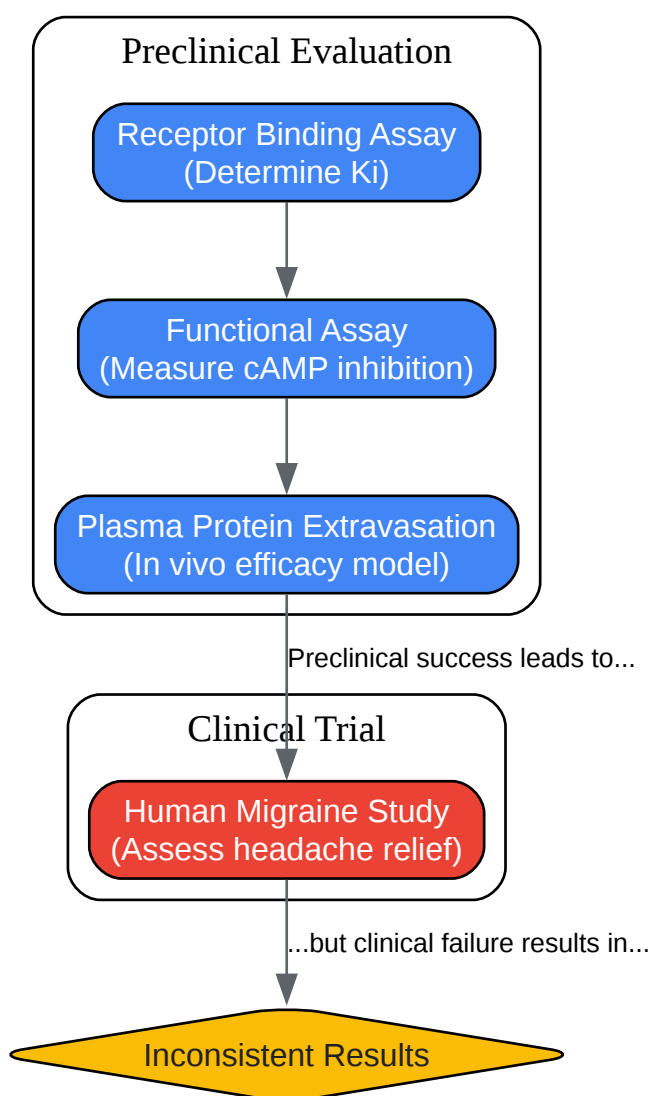 Preclinical Evaluation
Receptor Binding Assay
(Determine Ki)
Functional Assay
(Measure cAMP inhibition)
Plasma Protein Extravasation
(In vivo efficacy model)
Preclinical success leads to...
Clinical Trial
Human Migraine Study
(Assess headache relief)
...but clinical failure results in...
Inconsistent Results